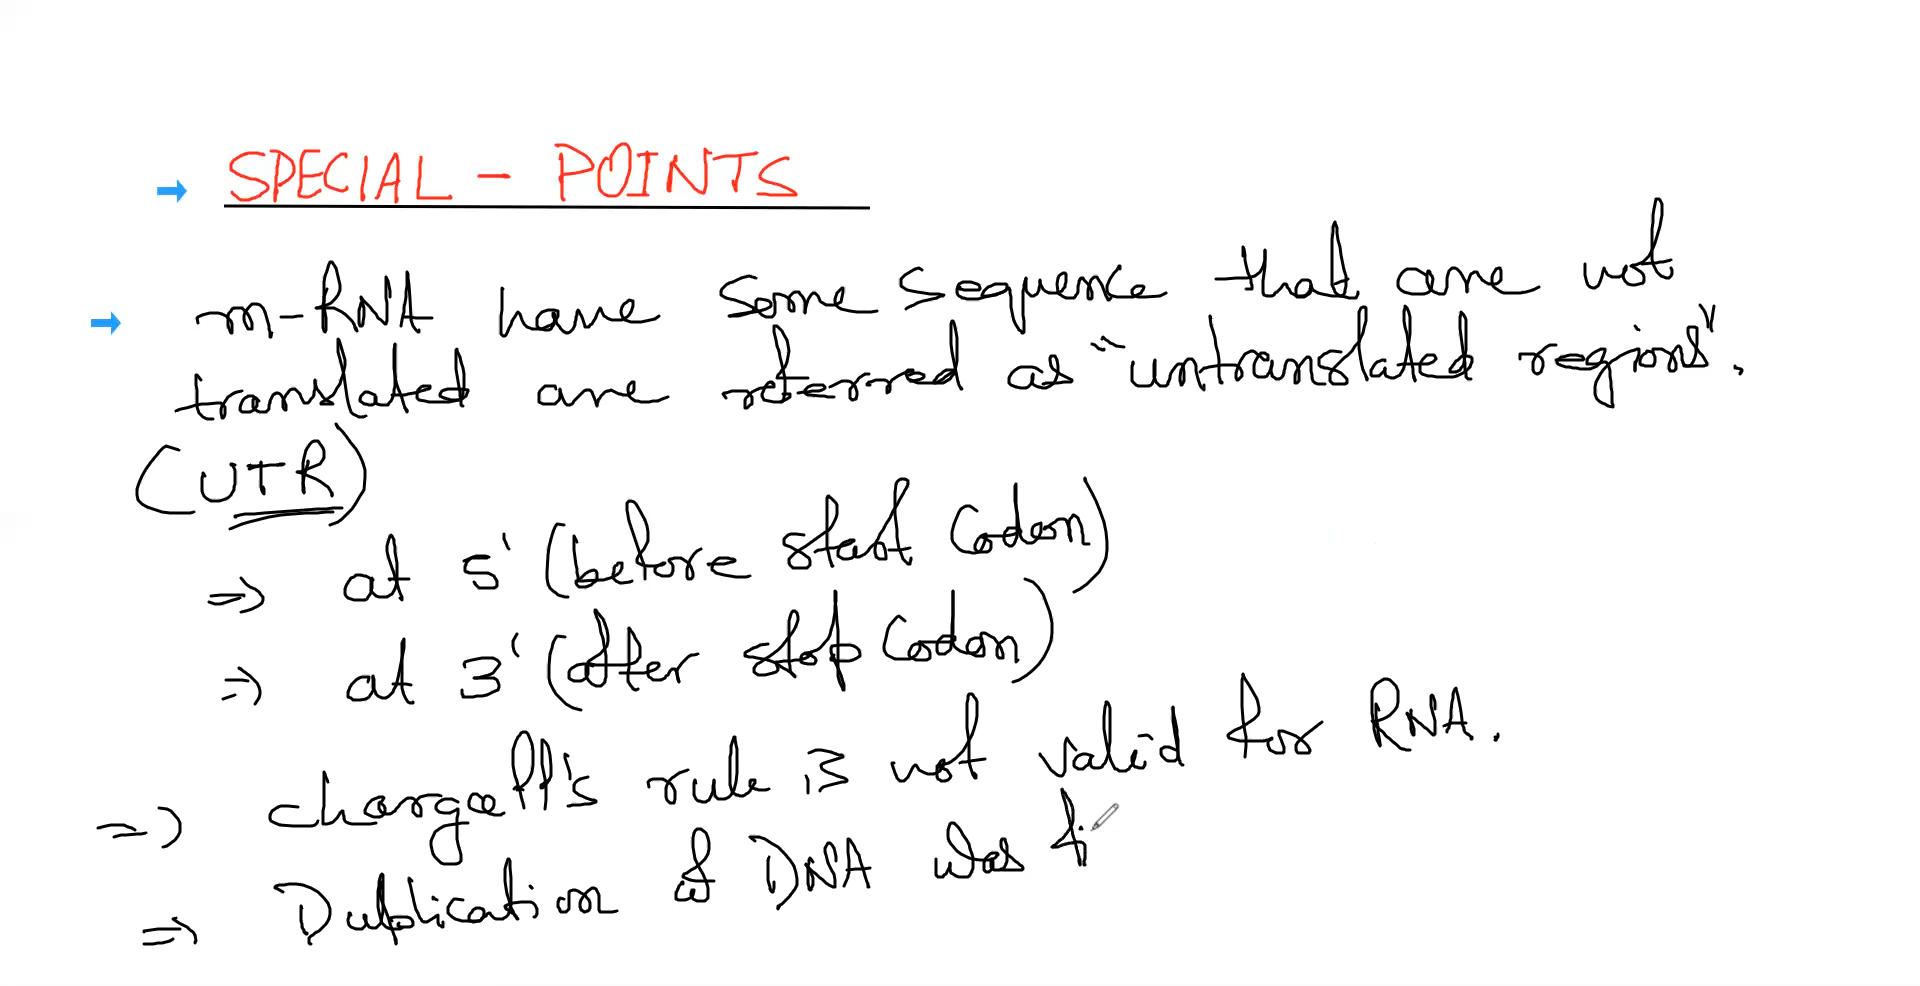 SPECIAL - POINTS
m-RNA have some sequence that are not
translated are referred as "untranslated regions".
(UTR)
=> at 5' (before start codon)
=> at 3' (after stop codon)
=> chargaff's rule is not valid for RNA.
=> Duplication of DNA was fi